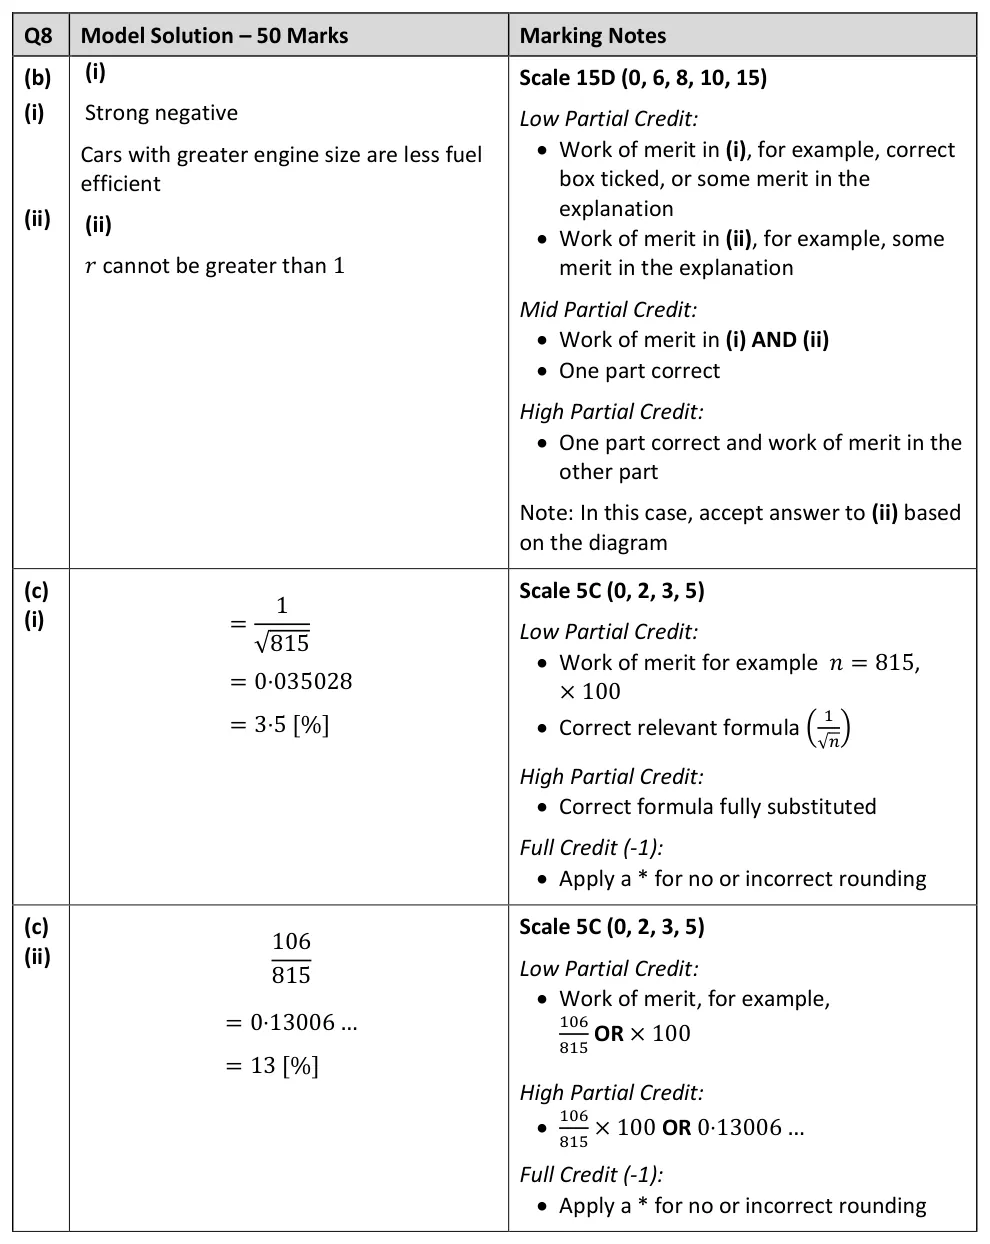 Q8 Model Solution – 50 Marks Marking Notes
(b)
(i)
(ii)
(i)
Strong negative
Cars with greater engine size are less fuel
efficient
(ii)
r cannot be greater than 1
Scale 15D (0, 6, 8, 10, 15)
Low Partial Credit:
• Work of merit in (i), for example, correct
box ticked, or some merit in the
explanation
• Work of merit in (ii), for example, some
merit in the explanation
Mid Partial Credit:
• Work of merit in (i) AND (ii)
• One part correct
High Partial Credit:
• One part correct and work of merit in the
other part
Note: In this case, accept answer to (ii) based
on the diagram
(c)
(i)
= 1/√815
= 0·035028
= 3·5 [%]
Scale 5C (0, 2, 3, 5)
Low Partial Credit:
• Work of merit for example n = 815,
× 100
• Correct relevant formula (1/√n)
High Partial Credit:
• Correct formula fully substituted
Full Credit (-1):
• Apply a * for no or incorrect rounding
(c)
(ii)
106/815
= 0·13006 …
= 13 [%]
Scale 5C (0, 2, 3, 5)
Low Partial Credit:
• Work of merit, for example,
106/815 OR × 100
High Partial Credit:
• 106/815 × 100 OR 0·13006 …
Full Credit (-1):
• Apply a * for no or incorrect rounding